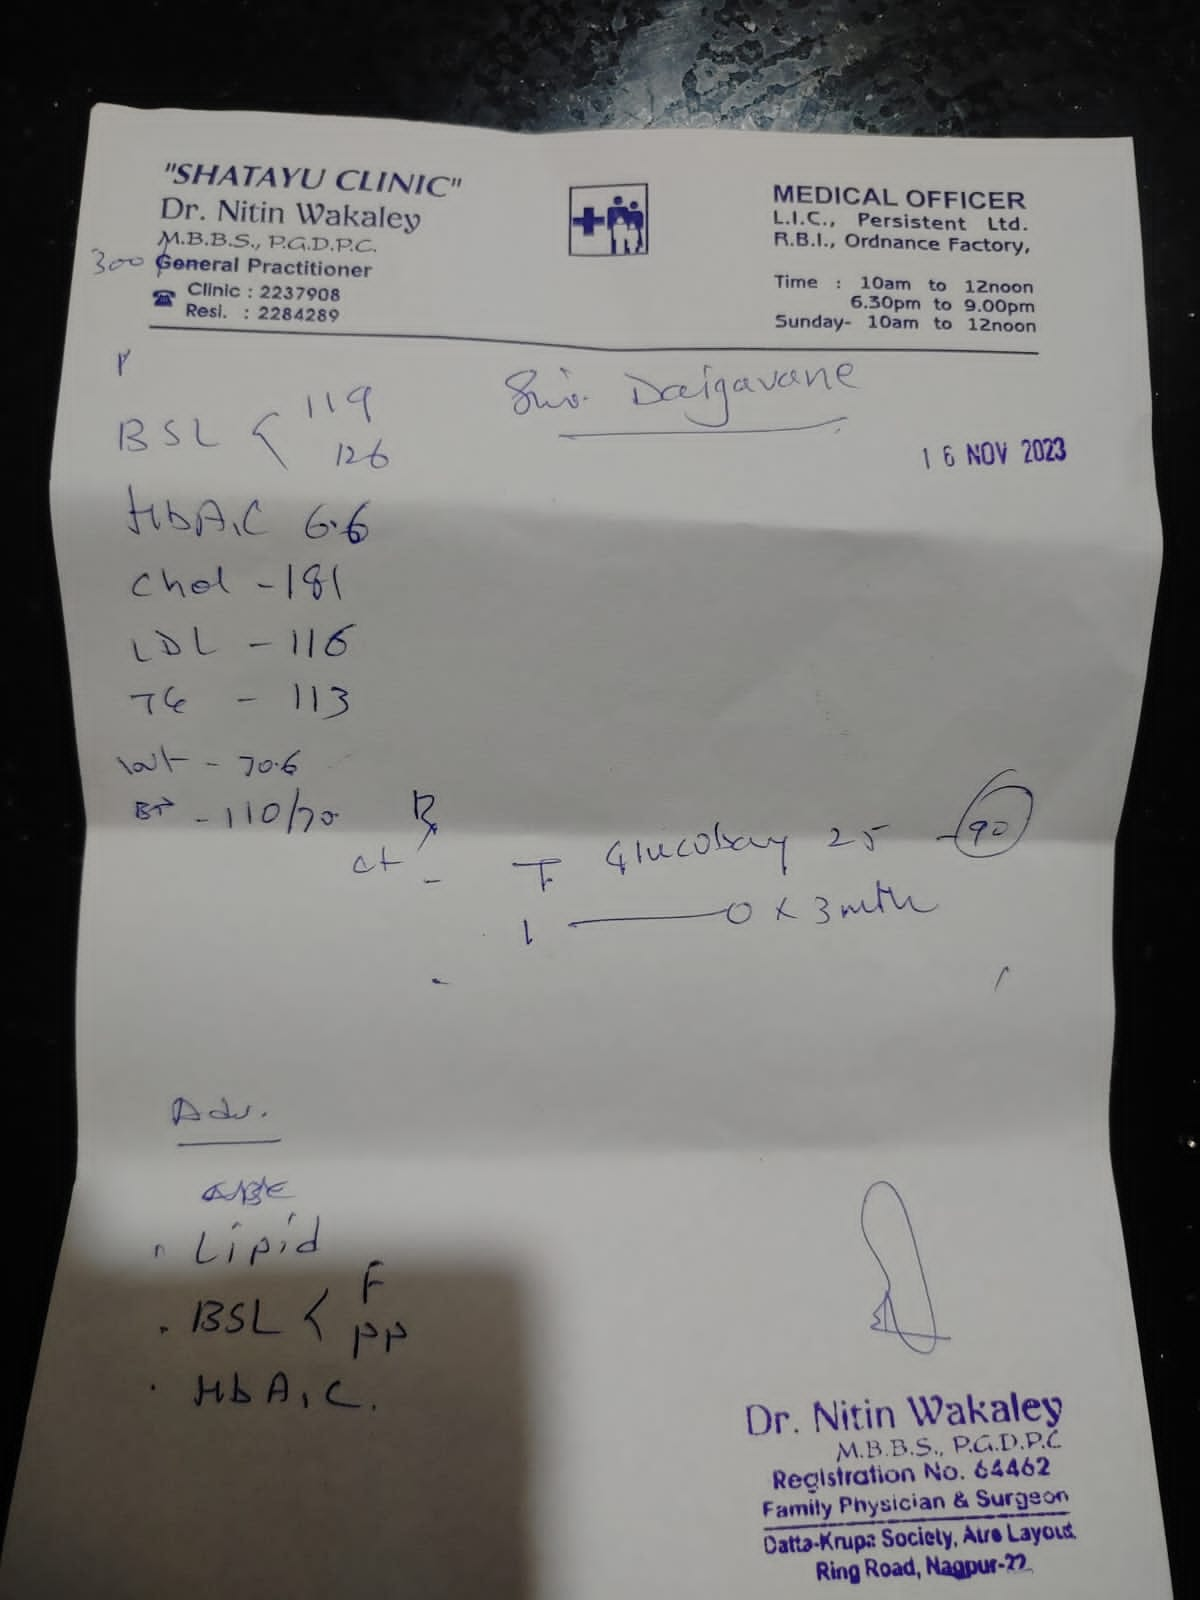 "SHATAYU CLINIC"
Dr. Nitin Wakaley
M.B.B.S., P.G.D.P.C.
300
General Practitioner
Clinic : 2237908
Resi. : 2284289
MEDICAL OFFICER
L.I.C., Persistent Ltd.
R.B.I., Ordnance Factory,
Time : 10am to 12noon
6.30pm to 9.00pm
Sunday- 10am to 12noon
Daigavane
16 NOV 2023
BSL < 119
126
HbA1C 6.6
Chol - 181
LDL - 116
TG - 113
Wt - 70.6
BP - 110/70
Rx
ct - T Glucobay 25 - 90
1 — 0 x 3 mth
Adv.
Lipid
BSL < F
PP
HbA1C.
Dr. Nitin Wakaley
M.B.B.S., P.G.D.P.C
Registration No. 64462
Family Physician & Surgeon
Datta-Krupa Society, Atre Layout,
Ring Road, Nagpur-22